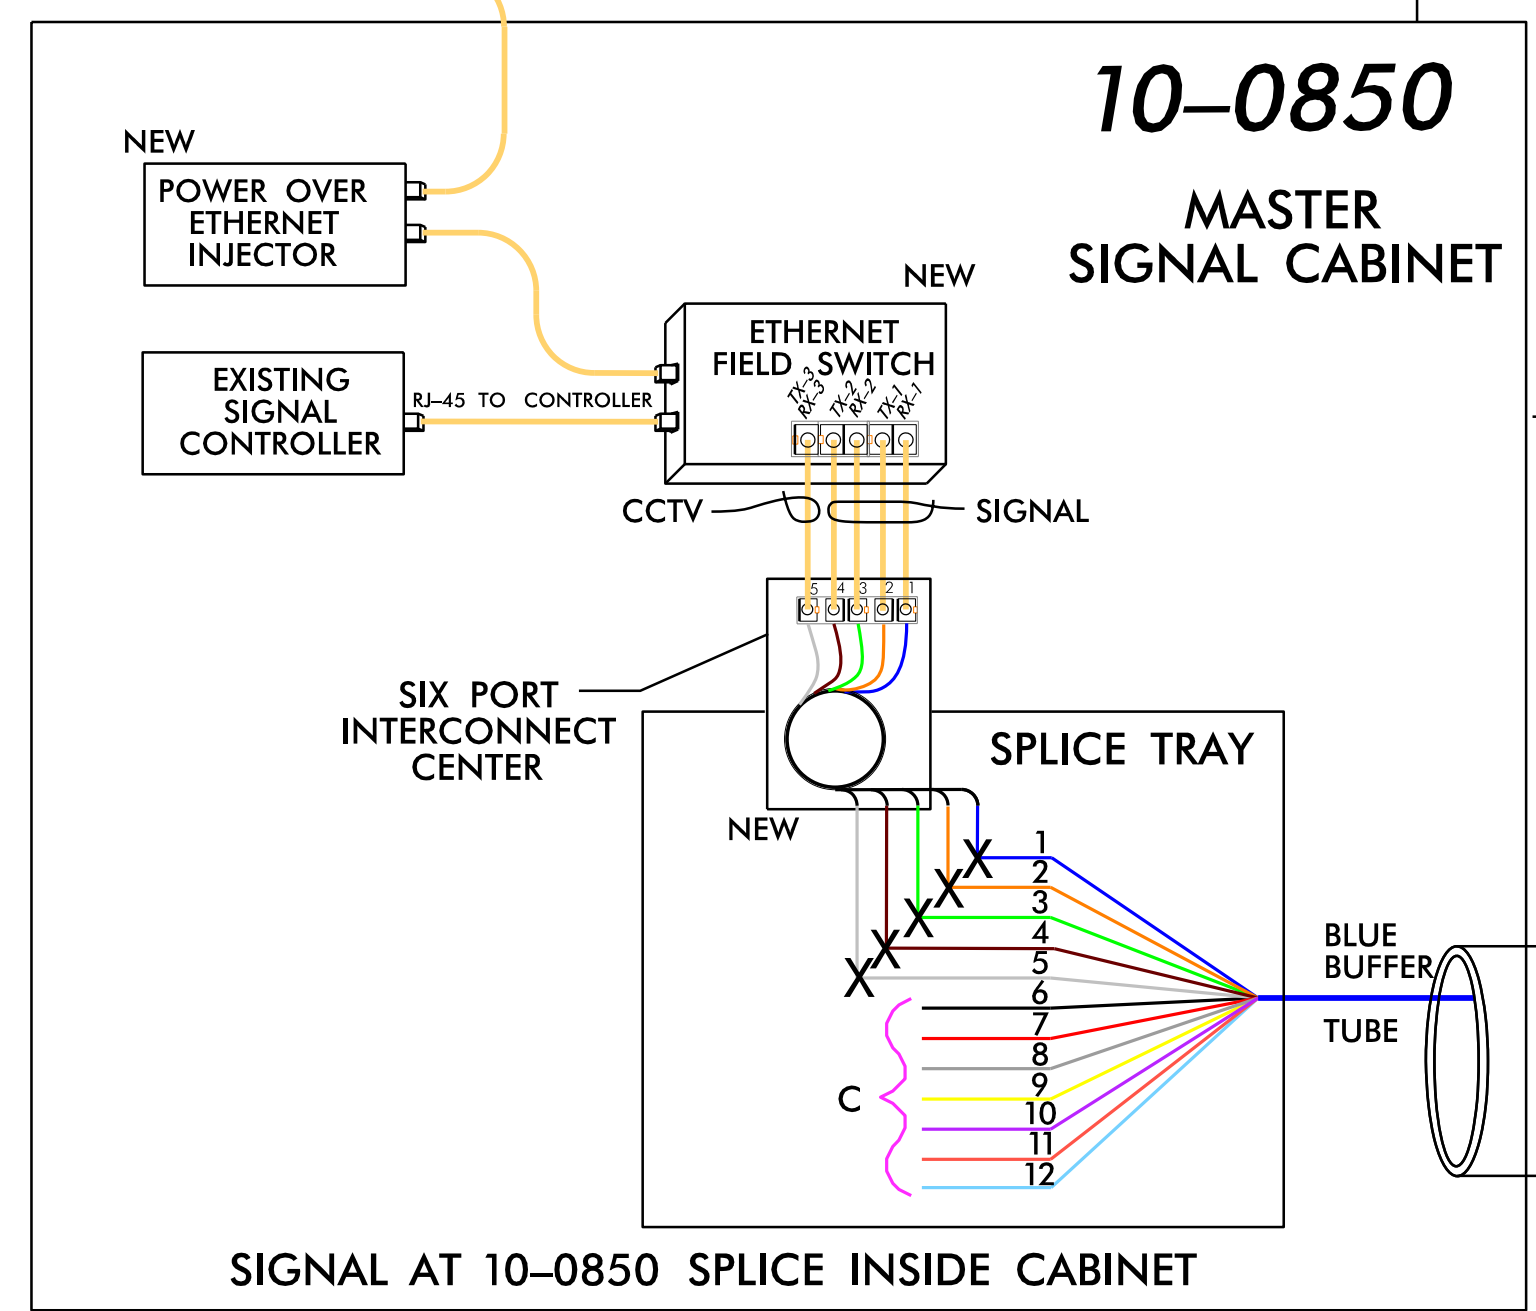 10–0850
MASTER
SIGNAL CABINET
NEW
POWER OVER
ETHERNET
INJECTOR
NEW
ETHERNET
FIELD SWITCH
TX-3
RX-3
TX-2
RX-2
TX-1
RX-1
EXISTING
SIGNAL
CONTROLLER
RJ–45 TO CONTROLLER
CCTV
SIGNAL
5 4 3 2 1
SIX PORT
INTERCONNECT
CENTER
SPLICE TRAY
NEW
1
2
3
4
5
6
7
8
9
10
11
12
C
BLUE
BUFFER
TUBE
SIGNAL AT 10–0850 SPLICE INSIDE CABINET